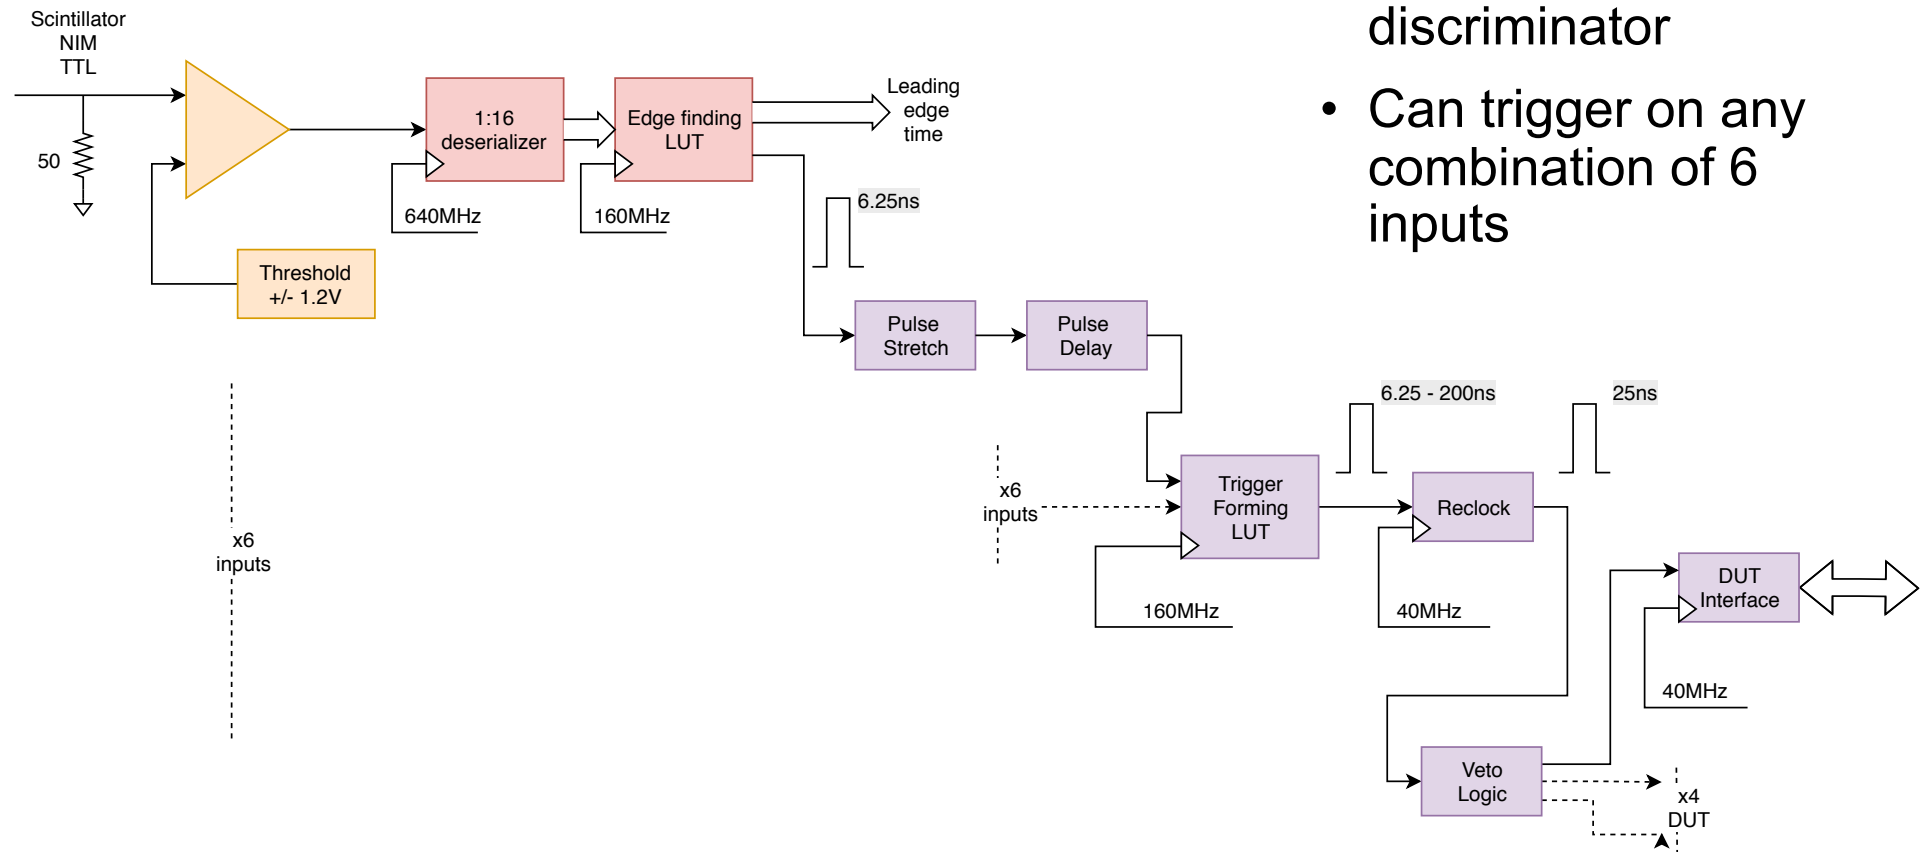 Scintillator
NIM
TTL
50
Threshold
+/- 1.2V
1:16
deserializer
640MHz
Edge finding
LUT
160MHz
Leading
edge
time
6.25ns
discriminator
• Can trigger on any
combination of 6
inputs
Pulse
Stretch
Pulse
Delay
x6
inputs
x6
inputs
Trigger
Forming
LUT
160MHz
6.25 - 200ns
Reclock
40MHz
25ns
DUT
Interface
40MHz
Veto
Logic
x4
DUT